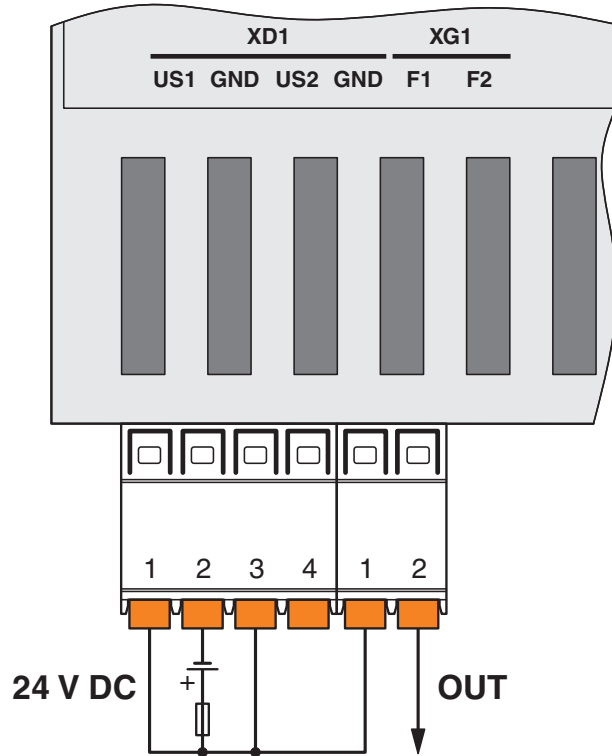 XD1 XG1
US1 GND US2 GND F1 F2
1 2 3 4 1 2
24 V DC + OUT